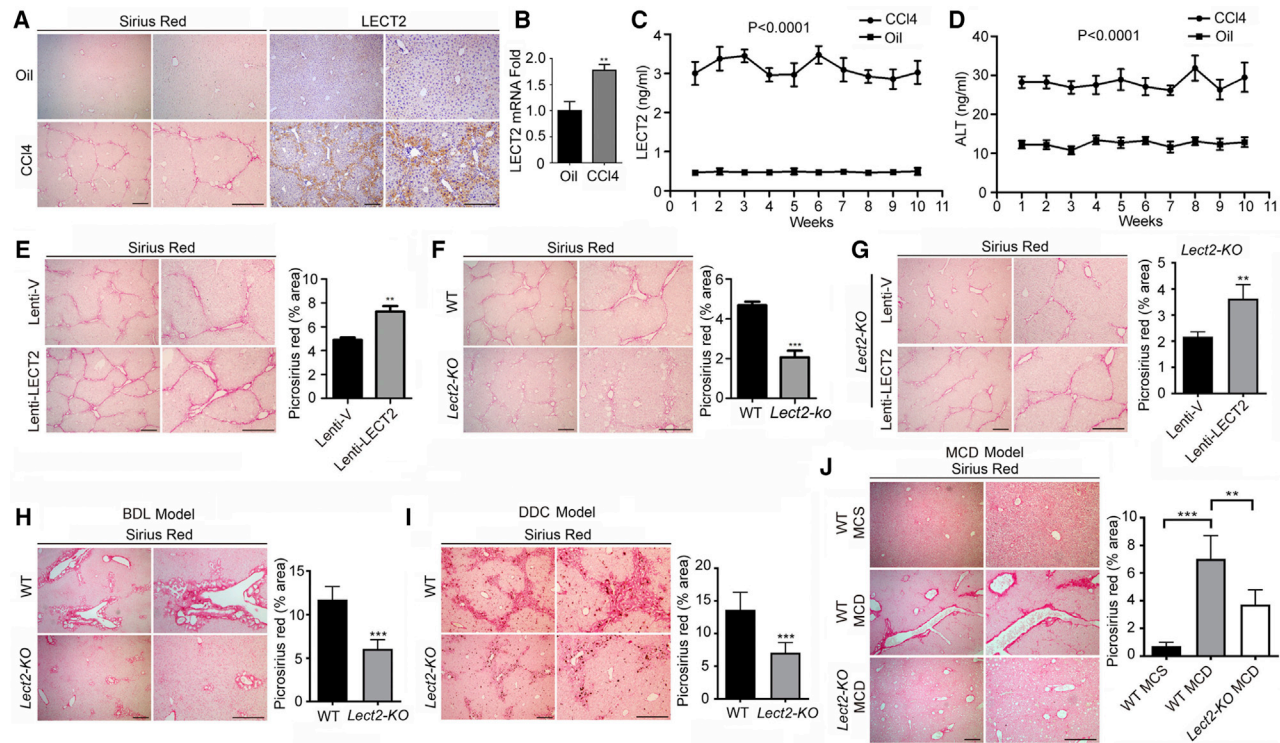 A
Sirius Red
LECT2
Oil
CCl4
B
LECT2 mRNA Fold
2.0
1.5
1.0
0.5
0
**
Oil
CCl4
C
P<0.0001
CCl4
Oil
LECT2 (ng/ml)
4
3
2
1
0
0 1 2 3 4 5 6 7 8 9 10 11
Weeks
D
P<0.0001
CCl4
Oil
ALT (ng/ml)
40
30
20
10
0
0 1 2 3 4 5 6 7 8 9 10 11
Weeks
E
Sirius Red
Lenti-V
Lenti-LECT2
Picrosirius red (% area)
10
8
6
4
2
0
**
Lenti-V
Lenti-LECT2
F
Sirius Red
WT
Lect2-KO
Picrosirius red (% area)
6
4
2
0
***
WT
Lect2-ko
G
Sirius Red
Lect2-KO
Lenti-V
Lenti-LECT2
Lect2-KO
Picrosirius red (% area)
5
4
3
2
1
0
**
Lenti-V
Lenti-LECT2
H
BDL Model
Sirius Red
WT
Lect2-KO
Picrosirius red (% area)
15
10
5
0
***
WT
Lect2-KO
I
DDC Model
Sirius Red
WT
Lect2-KO
Picrosirius red (% area)
20
15
10
5
0
***
WT
Lect2-KO
J
MCD Model
Sirius Red
WT
MCS
WT
MCD
Lect2-KO
MCD
Picrosirius red (% area)
10
8
6
4
2
0
***
**
WT MCS
WT MCD
Lect2-KO MCD